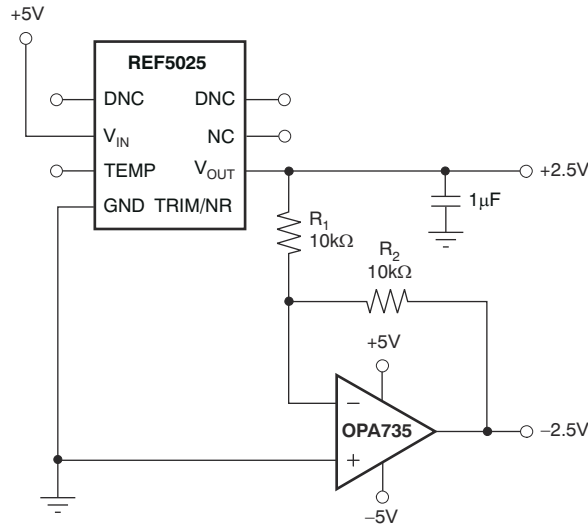 +5V
REF5025
DNC
DNC
V_IN
NC
TEMP
V_OUT
+2.5V
GND
TRIM/NR
1μF
R_1
10kΩ
R_2
10kΩ
+5V
−
OPA735
−2.5V
+
−5V